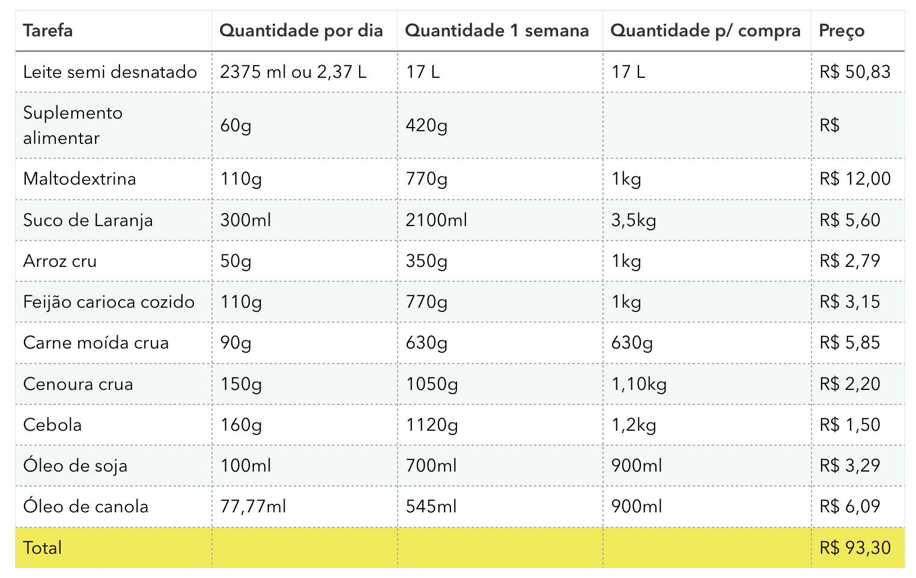 Tarefa Quantidade por dia Quantidade 1 semana Quantidade p/ compra Preço
Leite semi desnatado 2375 ml ou 2,37 L 17 L 17 L R$ 50,83
Suplemento
alimentar 60g 420g R$
Maltodextrina 110g 770g 1kg R$ 12,00
Suco de Laranja 300ml 2100ml 3,5kg R$ 5,60
Arroz cru 50g 350g 1kg R$ 2,79
Feijão carioca cozido 110g 770g 1kg R$ 3,15
Carne moída crua 90g 630g 630g R$ 5,85
Cenoura crua 150g 1050g 1,10kg R$ 2,20
Cebola 160g 1120g 1,2kg R$ 1,50
Óleo de soja 100ml 700ml 900ml R$ 3,29
Óleo de canola 77,77ml 545ml 900ml R$ 6,09
Total R$ 93,30